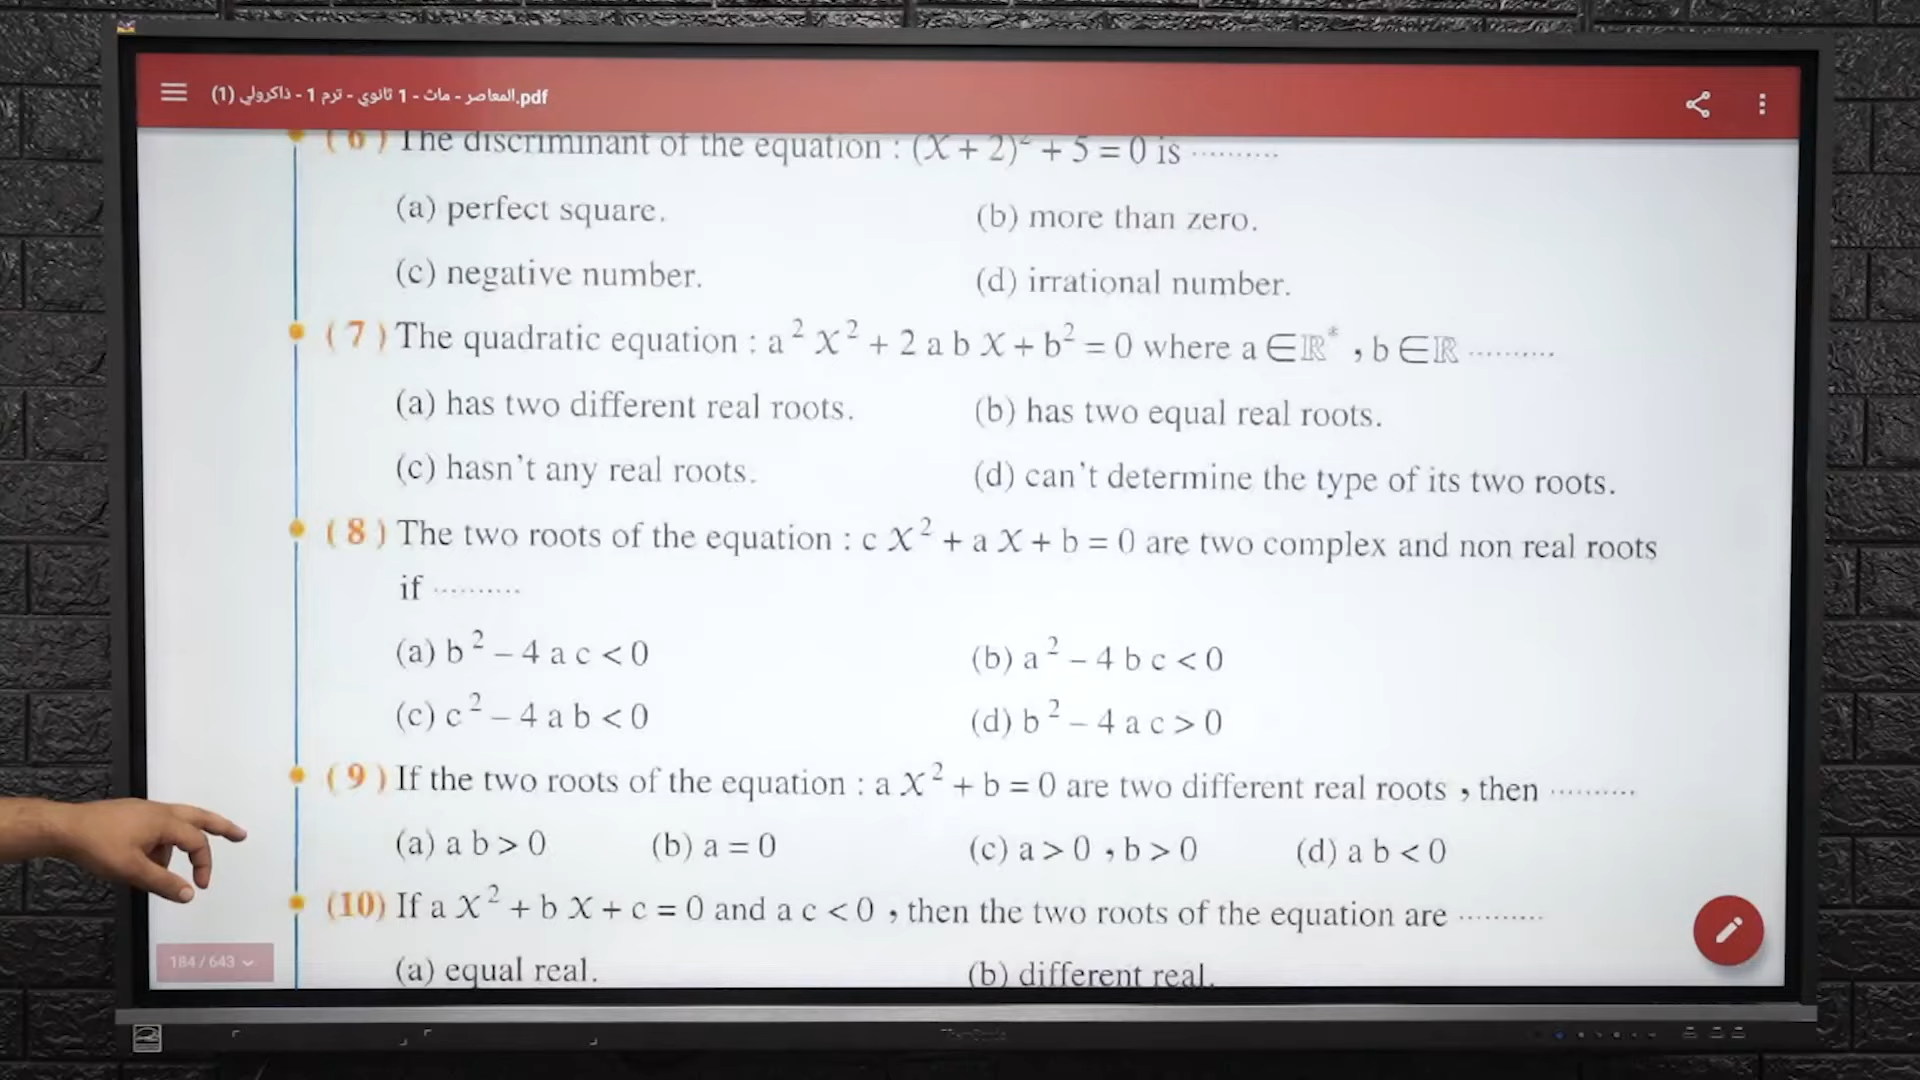 المعاصر - ماث - 1 ثانوي - ترم 1 - ذاكرولي (1).pdf
(6) The discriminant of the equation : (X + 2)² + 5 = 0 is ··········
(a) perfect square. (b) more than zero.
(c) negative number. (d) irrational number.
(7) The quadratic equation : a² X² + 2 a b X + b² = 0 where a ∈ ℝ* , b ∈ ℝ ··········
(a) has two different real roots. (b) has two equal real roots.
(c) hasn't any real roots. (d) can't determine the type of its two roots.
(8) The two roots of the equation : c X² + a X + b = 0 are two complex and non real roots
if ··········
(a) b² – 4 a c < 0 (b) a² – 4 b c < 0
(c) c² – 4 a b < 0 (d) b² – 4 a c > 0
(9) If the two roots of the equation : a X² + b = 0 are two different real roots , then ··········
(a) a b > 0 (b) a = 0 (c) a > 0 , b > 0 (d) a b < 0
(10) If a X² + b X + c = 0 and a c < 0 , then the two roots of the equation are ··········
(a) equal real. (b) different real.
184 / 643